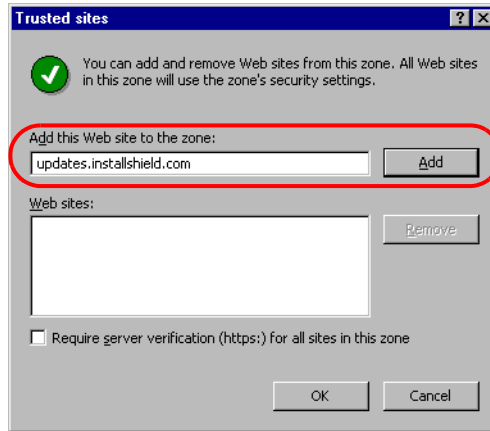 Trusted sites
You can add and remove Web sites from this zone. All Web sites
in this zone will use the zone's security settings.
Add this Web site to the zone:
updates.installshield.com
Add
Web sites:
Remove
Require server verification (https:) for all sites in this zone
OK
Cancel